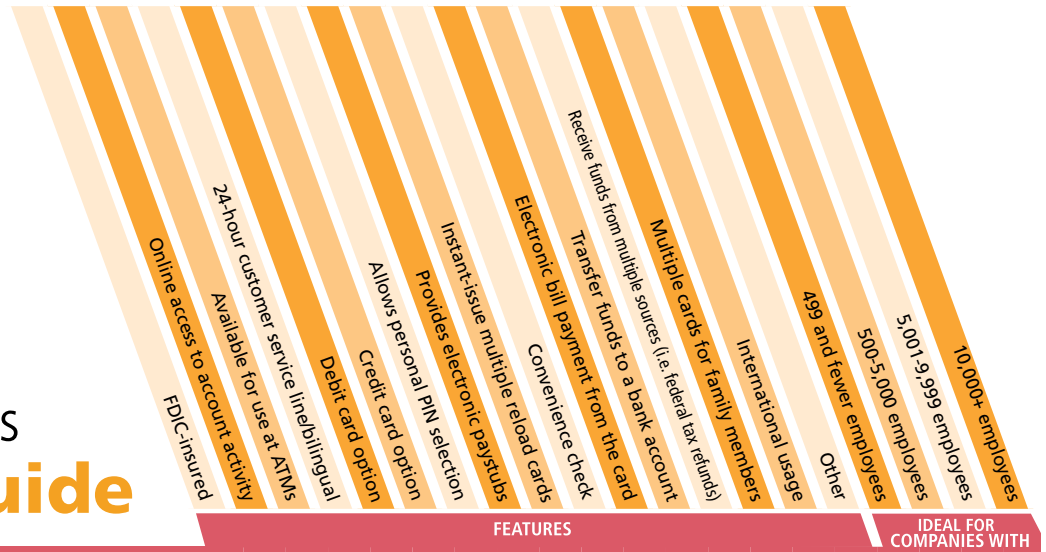 FDIC-insured
Online access to account activity
Available for use at ATMs
24-hour customer service line/bilingual
Debit card option
Credit card option
Allows personal PIN selection
Provides electronic paystubs
Instant-issue multiple reload cards
Convenience check
Electronic bill payment from the card
Transfer funds to a bank account
Receive funds from multiple sources (i.e. federal tax refunds)
Multiple cards for family members
International usage
Other
499 and fewer employees
500-5,000 employees
5,001-9,999 employees
10,000+ employees
s
uide
FEATURES
IDEAL FOR
COMPANIES WITH